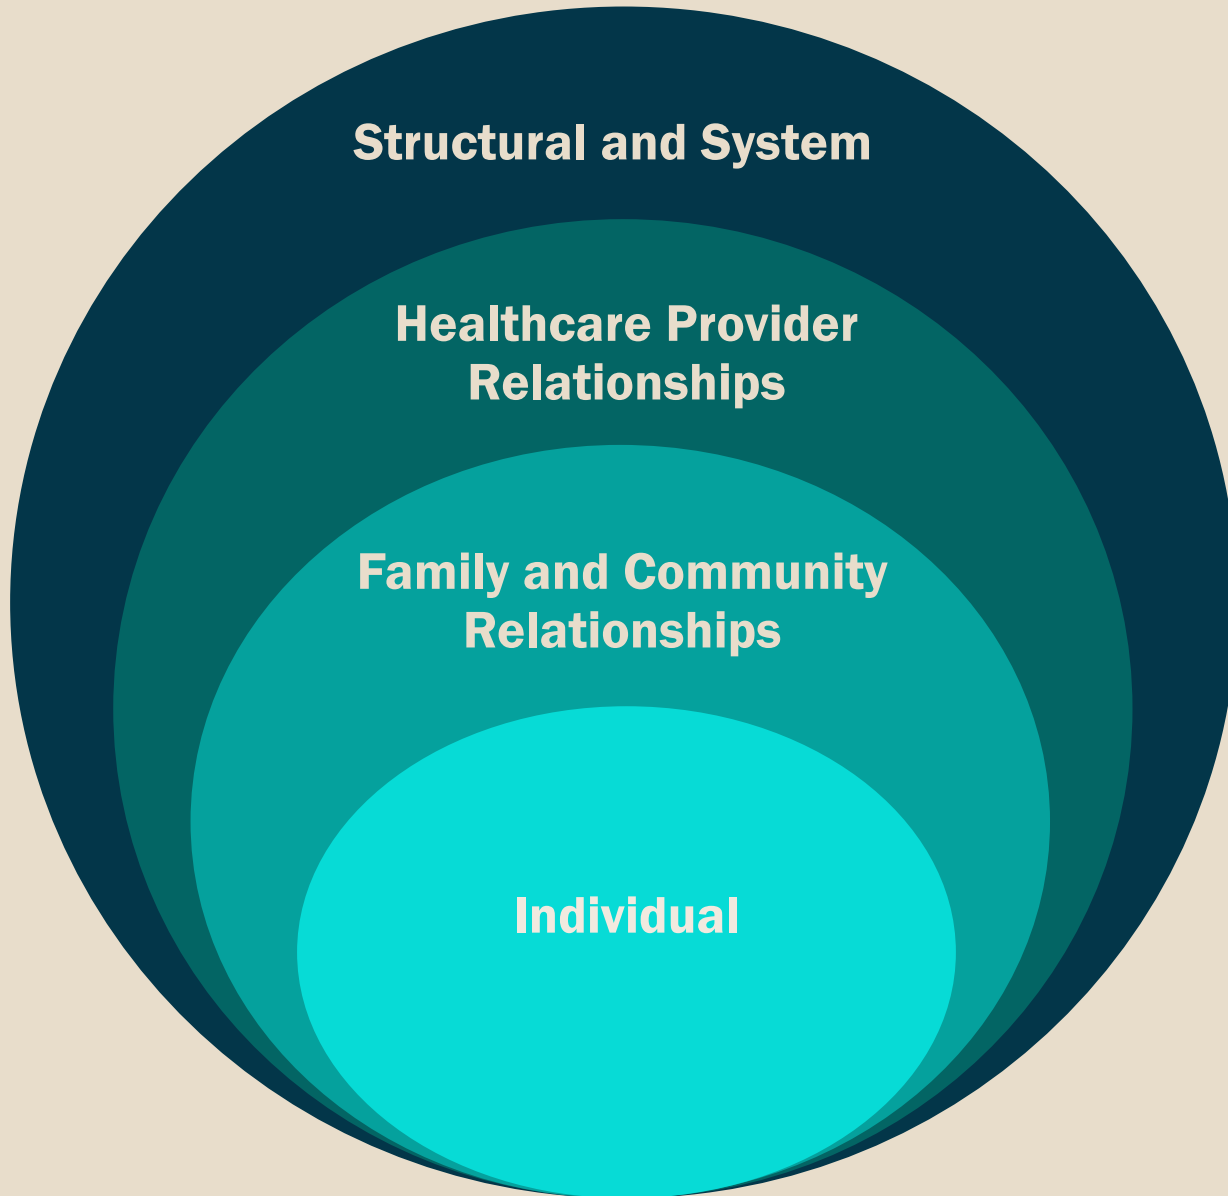 Structural and System
Healthcare Provider
Relationships
Family and Community
Relationships
Individual